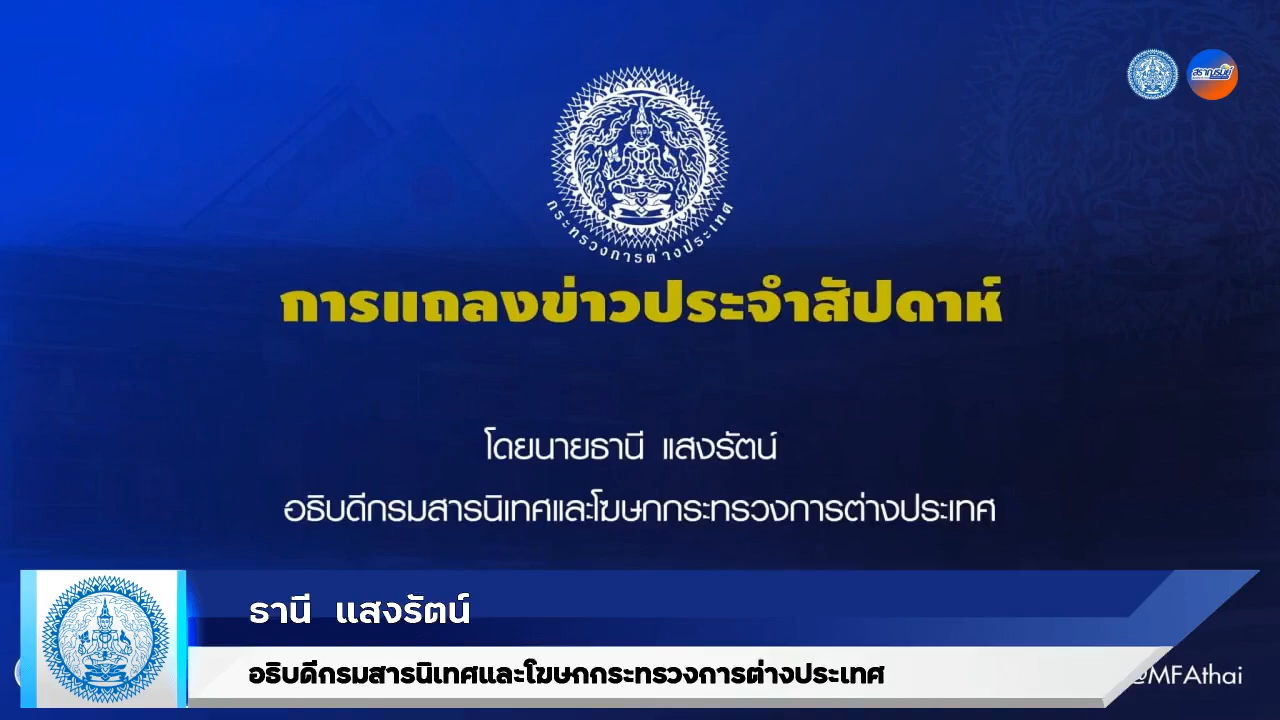 สราญรมย์
กระทรวงการต่างประเทศ
การแถลงข่าวประจำสัปดาห์
โดยนายธานี แสงรัตน์
อธิบดีกรมสารนิเทศและโฆษกกระทรวงการต่างประเทศ
ธานี แสงรัตน์
อธิบดีกรมสารนิเทศและโฆษกกระทรวงการต่างประเทศ
@MFAthai